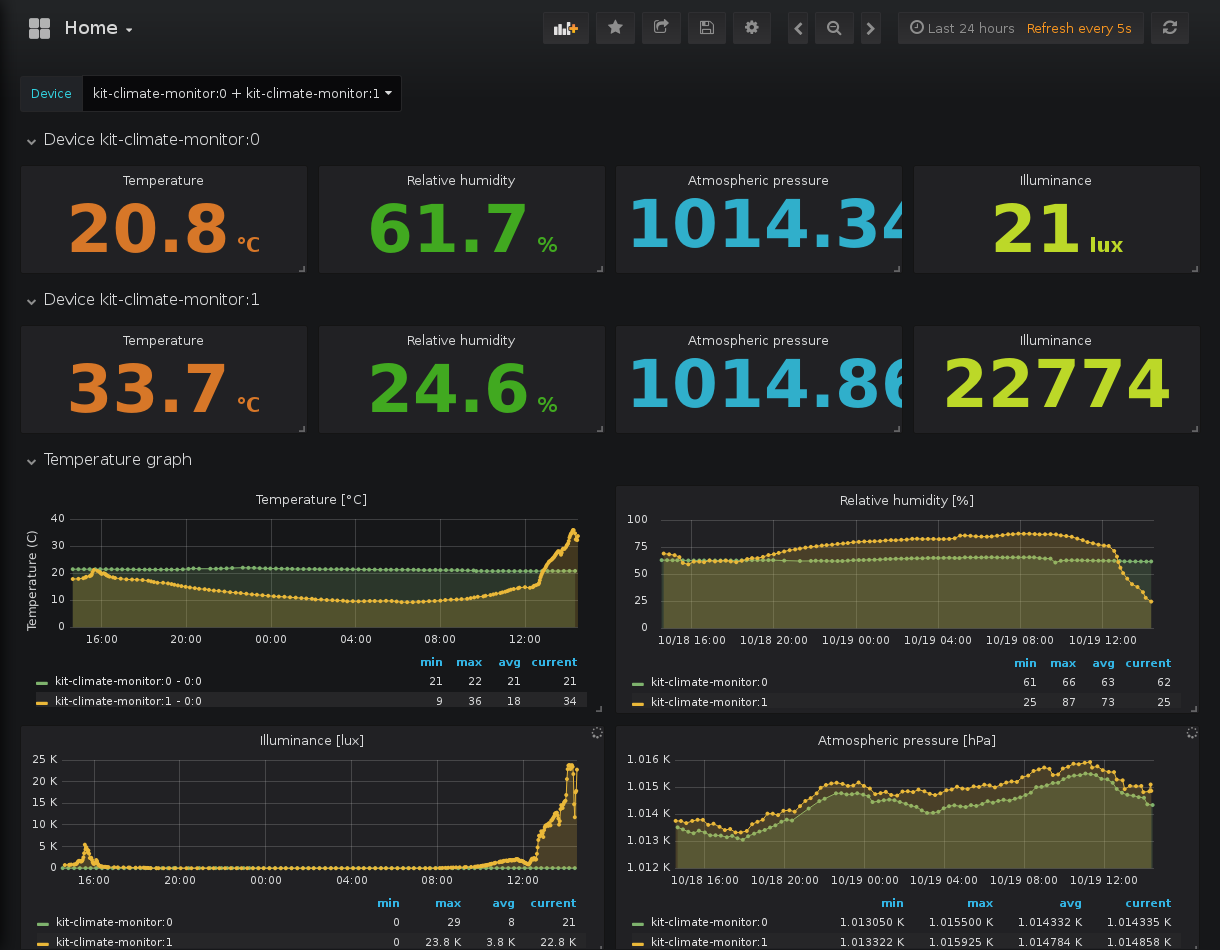 Home
Last 24 hours Refresh every 5s
Device kit-climate-monitor:0 + kit-climate-monitor:1
Device kit-climate-monitor:0
Temperature Relative humidity Atmospheric pressure Illuminance
20.8 °C 61.7 % 1014.34 21 lux
Device kit-climate-monitor:1
Temperature Relative humidity Atmospheric pressure Illuminance
33.7 °C 24.6 % 1014.86 22774
Temperature graph
Temperature [°C]
Temperature (C)
40
30
20
10
0
16:00 20:00 00:00 04:00 08:00 12:00
min max avg current
kit-climate-monitor:0 - 0:0 21 22 21 21
kit-climate-monitor:1 - 0:0 9 36 18 34
Relative humidity [%]
100
75
50
25
0
10/18 16:00 10/18 20:00 10/19 00:00 10/19 04:00 10/19 08:00 10/19 12:00
min max avg current
kit-climate-monitor:0 61 66 63 62
kit-climate-monitor:1 25 87 73 25
Illuminance [lux]
25 K
20 K
15 K
10 K
5 K
0
16:00 20:00 00:00 04:00 08:00 12:00
min max avg current
kit-climate-monitor:0 0 29 8 21
kit-climate-monitor:1 0 23.8 K 3.8 K 22.8 K
Atmospheric pressure [hPa]
1.016 K
1.015 K
1.014 K
1.013 K
1.012 K
10/18 16:00 10/18 20:00 10/19 00:00 10/19 04:00 10/19 08:00 10/19 12:00
min max avg current
kit-climate-monitor:0 1.013050 K 1.015500 K 1.014332 K 1.014335 K
kit-climate-monitor:1 1.013322 K 1.015925 K 1.014784 K 1.014858 K